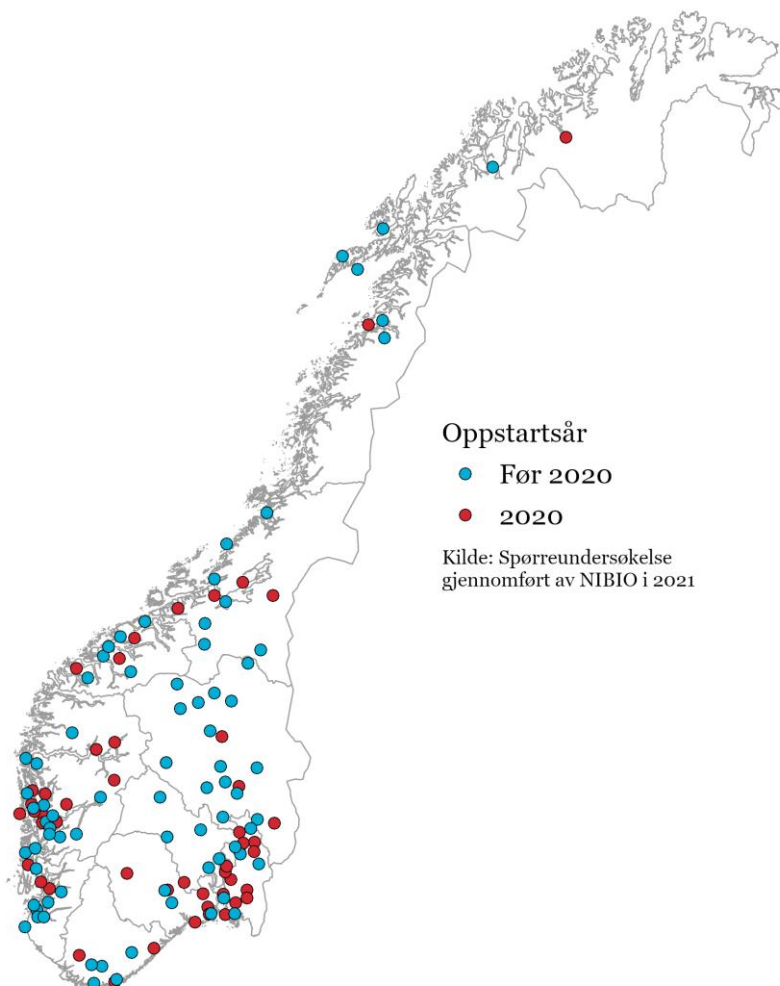 Oppstartsår
Før 2020
2020
Kilde: Spørreundersøkelse
gjennomført av NIBIO i 2021